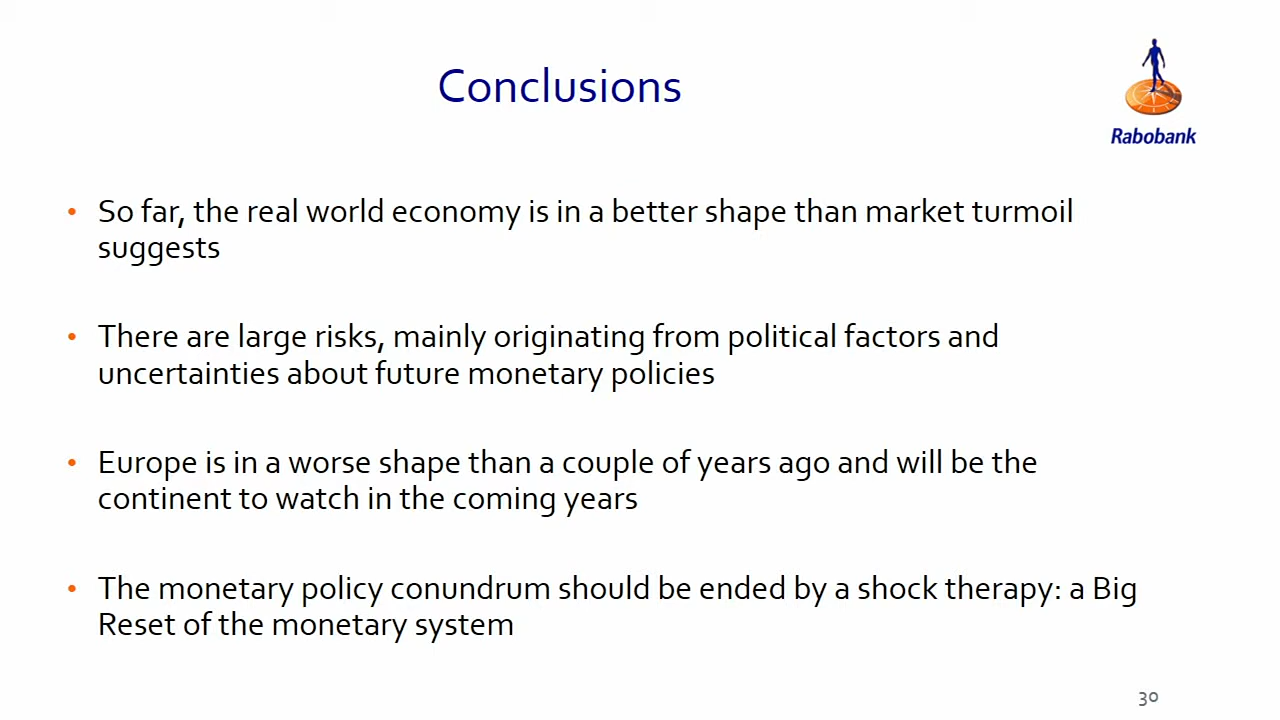 Conclusions
Rabobank
• So far, the real world economy is in a better shape than market turmoil
suggests
• There are large risks, mainly originating from political factors and
uncertainties about future monetary policies
• Europe is in a worse shape than a couple of years ago and will be the
continent to watch in the coming years
• The monetary policy conundrum should be ended by a shock therapy: a Big
Reset of the monetary system
30